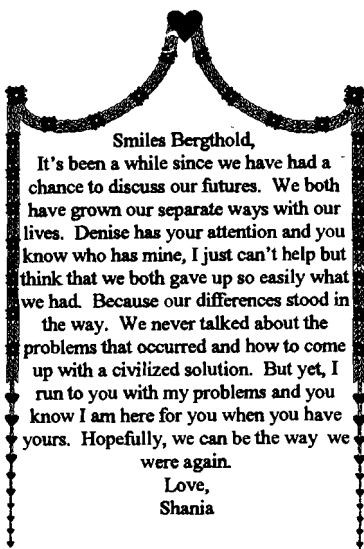 Smiles Bergthold,
It's been a while since we have had a
chance to discuss our futures. We both
have grown our separate ways with our
lives. Denise has your attention and you
know who has mine, I just can't help but
think that we both gave up so easily what
we had. Because our differences stood in
the way. We never talked about the
problems that occurred and how to come
up with a civilized solution. But yet, I
run to you with my problems and you
know I am here for you when you have
yours. Hopefully, we can be the way we
were again.
Love,
Shania